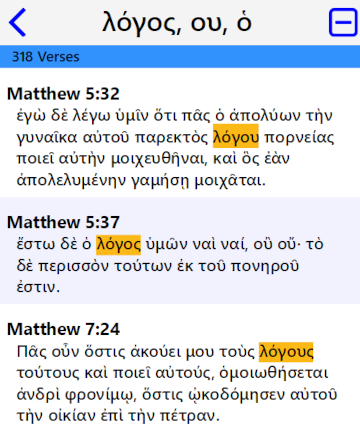 λόγος, ου, ὁ
318 Verses
Matthew 5:32
ἐγὼ δὲ λέγω ὑμῖν ὅτι πᾶς ὁ ἀπολύων τὴν
γυναῖκα αὐτοῦ παρεκτὸς λόγου πορνείας
ποιεῖ αὐτὴν μοιχευθῆναι, καὶ ὃς ἐὰν
ἀπολελυμένην γαμήσῃ μοιχᾶται.
Matthew 5:37
ἔστω δὲ ὁ λόγος ὑμῶν ναὶ ναί, οὒ οὔ· τὸ
δὲ περισσὸν τούτων ἐκ τοῦ πονηροῦ
ἐστιν.
Matthew 7:24
Πᾶς οὖν ὅστις ἀκούει μου τοὺς λόγους
τούτους καὶ ποιεῖ αὐτούς, ὁμοιωθήσεται
ἀνδρὶ φρονίμῳ, ὅστις ᾠκοδόμησεν αὐτοῦ
τὴν οἰκίαν ἐπὶ τὴν πέτραν.